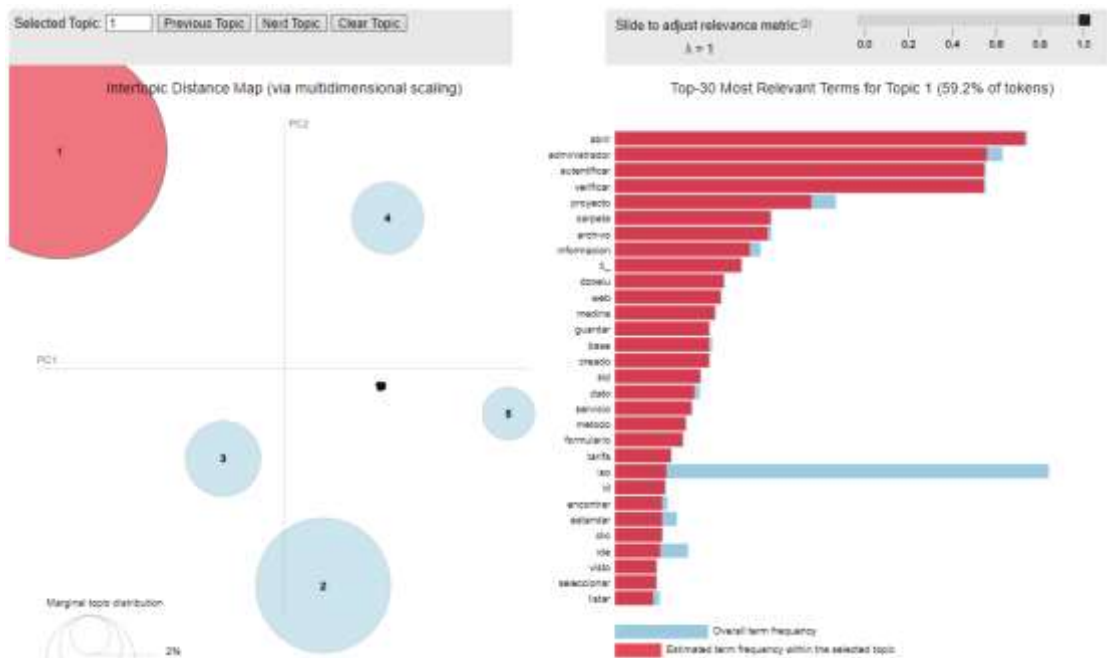 Selected Topic: 1 Previous Topic Next Topic Clear Topic
Slide to adjust relevance metric:(2)
λ = 1
0.0 0.2 0.4 0.6 0.8 1.0
Intertopic Distance Map (via multidimensional scaling)
PC2
PC1
1
4
5
3
2
Marginal topic distribution
2%
Top-30 Most Relevant Terms for Topic 1 (59.2% of tokens)
abrir
administrador
autentificar
verificar
proyecto
carpeta
archivo
informacion
web
guardar
base
creado
dato
servicio
metodo
formulario
tarifa
iso
id
encontrar
estandar
ide
visto
seleccionar
listar
Overall term frequency
Estimated term frequency within the selected topic